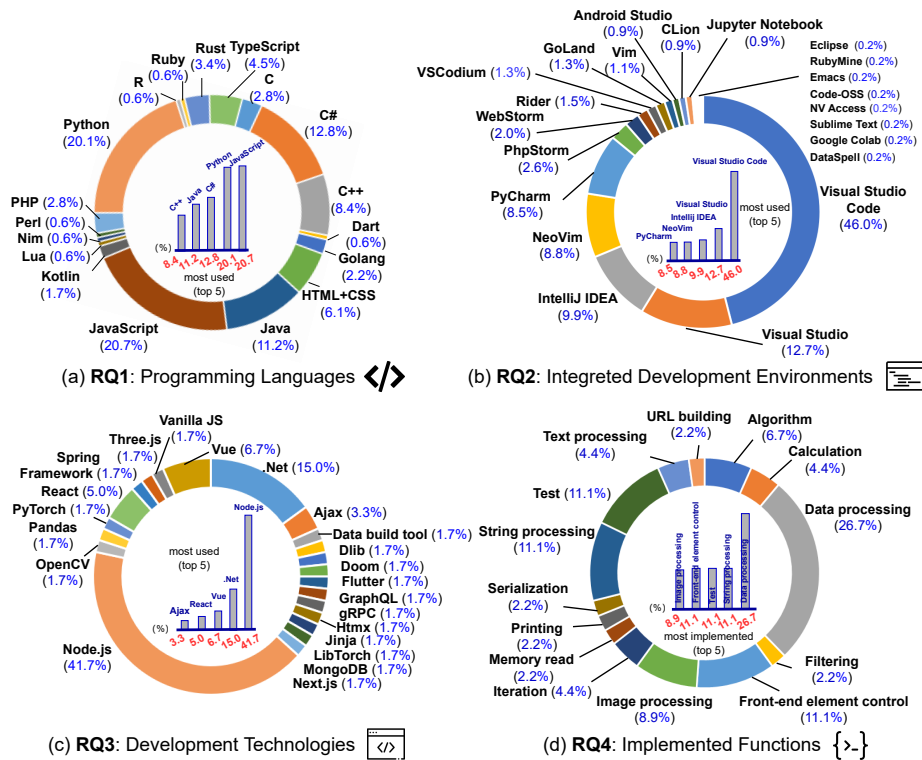 TypeScript
(4.5%)
Rust
(3.4%)
Ruby
(0.6%)
R
(0.6%)
C
(2.8%)
C#
(12.8%)
Python
(20.1%)
C++
(8.4%)
Dart
(0.6%)
Golang
(2.2%)
HTML+CSS
(6.1%)
Java
(11.2%)
JavaScript
(20.7%)
Kotlin
(1.7%)
Lua (0.6%)
Nim (0.6%)
Perl (0.6%)
PHP (2.8%)
C++
Java
C#
Python
JavaScript
(%)
8.4
11.2
12.8
20.1
20.7
most used
(top 5)
(a) RQ1: Programming Languages </>
Android Studio
(0.9%)
CLion
(0.9%)
Jupyter Notebook
(0.9%)
GoLand
(1.3%)
Vim
(1.1%)
VSCodium (1.3%)
Rider (1.5%)
WebStorm
(2.0%)
PhpStorm
(2.6%)
PyCharm
(8.5%)
NeoVim
(8.8%)
IntelliJ IDEA
(9.9%)
Visual Studio
(12.7%)
Visual Studio
Code
(46.0%)
Eclipse (0.2%)
RubyMine (0.2%)
Emacs (0.2%)
Code-OSS (0.2%)
NV Access (0.2%)
Sublime Text (0.2%)
Google Colab (0.2%)
DataSpell (0.2%)
Visual Studio Code
Visual Studio
Intellij IDEA
NeoVim
PyCharm
most used
(top 5)
(%)
8.5
8.8
9.9
12.7
46.0
(b) RQ2: Integreted Development Environments
Vanilla JS
(1.7%)
Three.js
(1.7%)
Vue (6.7%)
.Net (15.0%)
Spring
Framework (1.7%)
React (5.0%)
PyTorch (1.7%)
Pandas
(1.7%)
OpenCV
(1.7%)
Node.js
(41.7%)
Ajax (3.3%)
Data build tool (1.7%)
Dlib (1.7%)
Doom (1.7%)
Flutter (1.7%)
GraphQL (1.7%)
gRPC (1.7%)
Htmx (1.7%)
Jinja (1.7%)
LibTorch (1.7%)
MongoDB (1.7%)
Next.js (1.7%)
Node.js
.Net
Vue
React
Ajax
most used
(top 5)
(%)
3.3
5.0
6.7
15.0
41.7
(c) RQ3: Development Technologies </>
URL building
(2.2%)
Algorithm
(6.7%)
Text processing
(4.4%)
Calculation
(4.4%)
Test (11.1%)
Data processing
(26.7%)
String processing
(11.1%)
Serialization
(2.2%)
Printing
(2.2%)
Memory read
(2.2%)
Iteration (4.4%)
Image processing
(8.9%)
Front-end element control
(11.1%)
Filtering
(2.2%)
Image processing
Front-end element control
Test
String processing
Data processing
(%)
8.9
11.1
11.1
11.1
26.7
most implemented
(top 5)
(d) RQ4: Implemented Functions {>_}